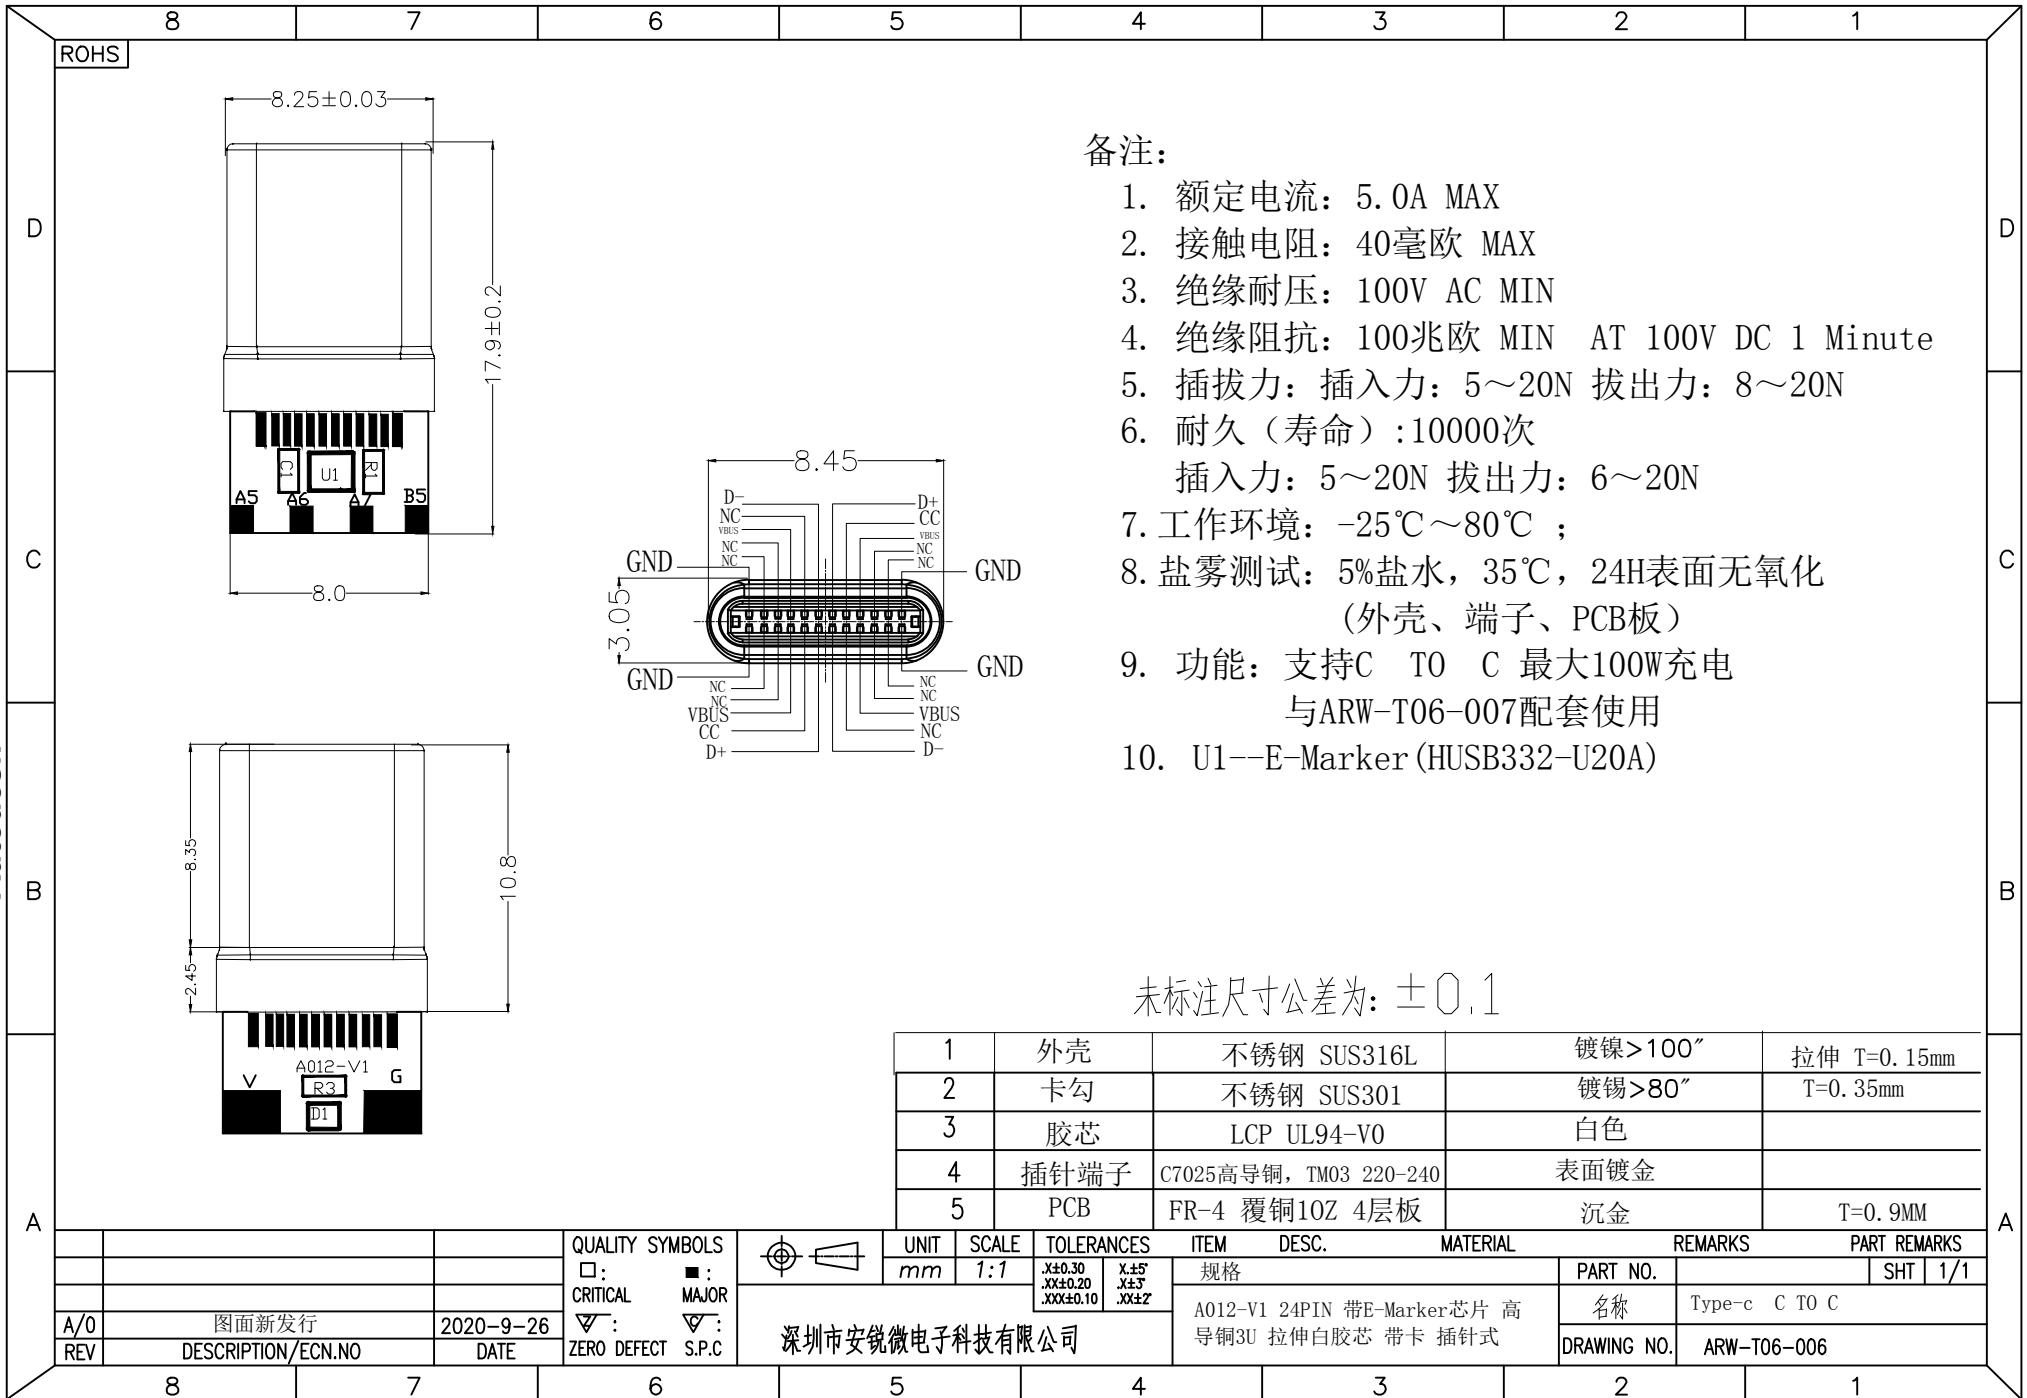 8 7 6 5 4 3 2 1
ROHS
D
D
C
C
B
B
A
A
8.25±0.03
17.9±0.2
C1
U1
R1
A5
A6
A7
B5
8.0
8.45
3.05
D-
NC
VBUS
NC
NC
GND
D+
CC
VBUS
NC
NC
GND
GND
NC
NC
VBUS
CC
D+
GND
NC
NC
VBUS
NC
D-
备注：
1. 额定电流：5.0A MAX
2. 接触电阻：40毫欧 MAX
3. 绝缘耐压：100V AC MIN
4. 绝缘阻抗：100兆欧 MIN AT 100V DC 1 Minute
5. 插拔力：插入力：5～20N 拔出力：8～20N
6. 耐久（寿命）:10000次
插入力：5～20N 拔出力：6～20N
7.工作环境：-25℃～80℃ ；
8.盐雾测试：5%盐水，35℃，24H表面无氧化
（外壳、端子、PCB板）
9. 功能：支持C TO C 最大100W充电
与ARW-T06-007配套使用
10. U1--E-Marker(HUSB332-U20A)
8.35
2.45
10.8
A012-V1
V
G
R3
D1
未标注尺寸公差为: ±0.1
1 外壳 不锈钢 SUS316L 镀镍>100″ 拉伸 T=0.15mm
2 卡勾 不锈钢 SUS301 镀锡>80″ T=0.35mm
3 胶芯 LCP UL94-V0 白色
4 插针端子 C7025高导铜，TM03 220-240 表面镀金
5 PCB FR-4 覆铜1OZ 4层板 沉金 T=0.9MM
ITEM DESC. MATERIAL REMARKS PART REMARKS
QUALITY SYMBOLS
□: ■:
CRITICAL MAJOR
ZERO DEFECT S.P.C
UNIT SCALE TOLERANCES
mm 1:1
.X±0.30 X.±5°
.XX±0.20 .X±3°
.XXX±0.10 .XX±2°
规格
A012-V1 24PIN 带E-Marker芯片 高
导铜3U 拉伸白胶芯 带卡 插针式
PART NO. SHT 1/1
名称 Type-c C TO C
DRAWING NO. ARW-T06-006
深圳市安锐微电子科技有限公司
A/0 图面新发行 2020-9-26
REV DESCRIPTION/ECN.NO DATE
8 7 6 5 4 3 2 1